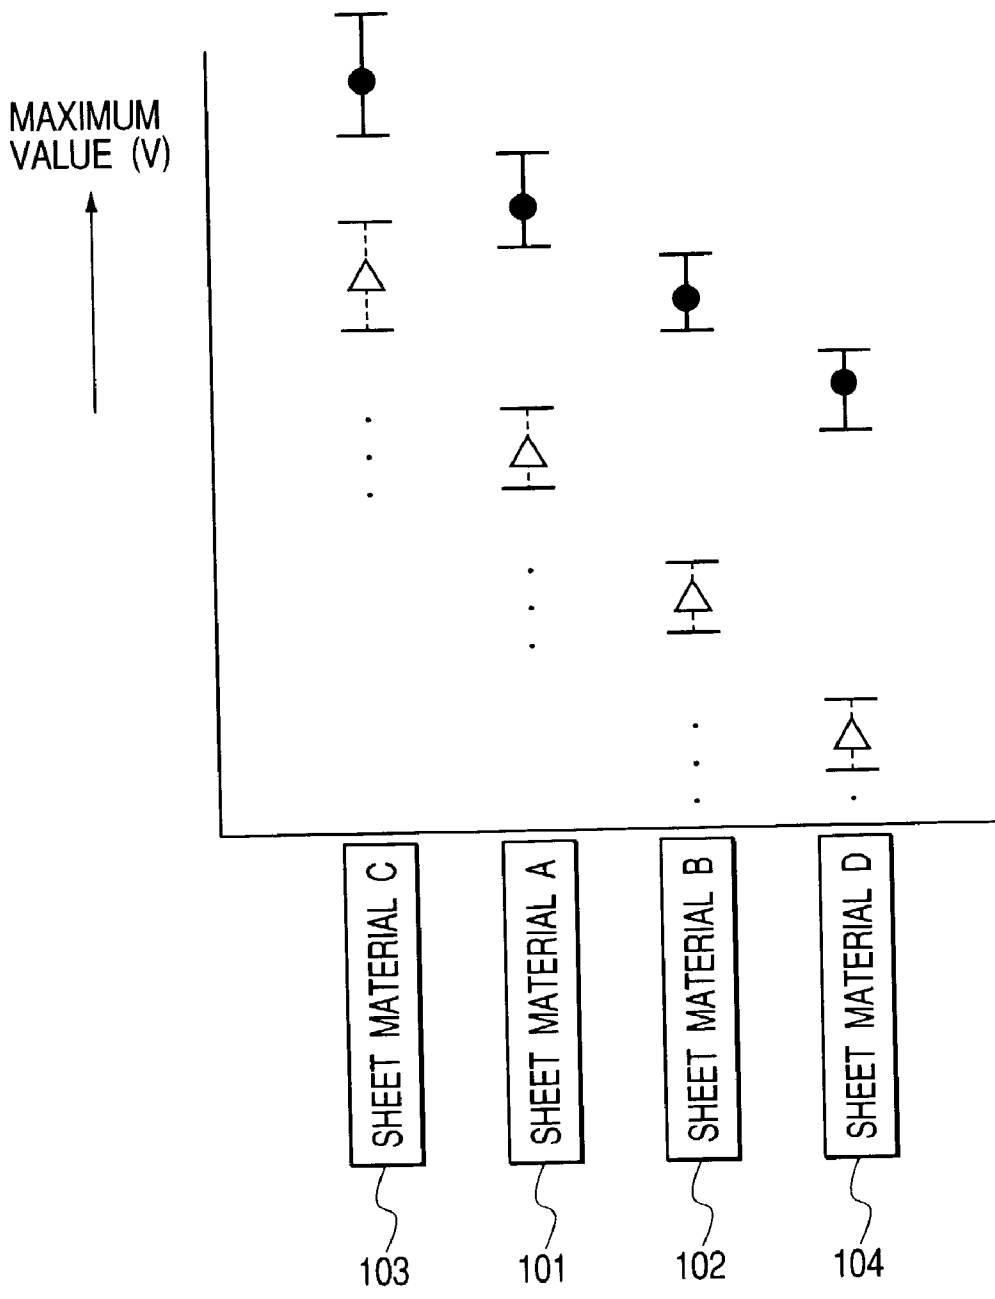 MAXIMUM
VALUE (V)
SHEET MATERIAL C
SHEET MATERIAL A
SHEET MATERIAL B
SHEET MATERIAL D
103
101
102
104